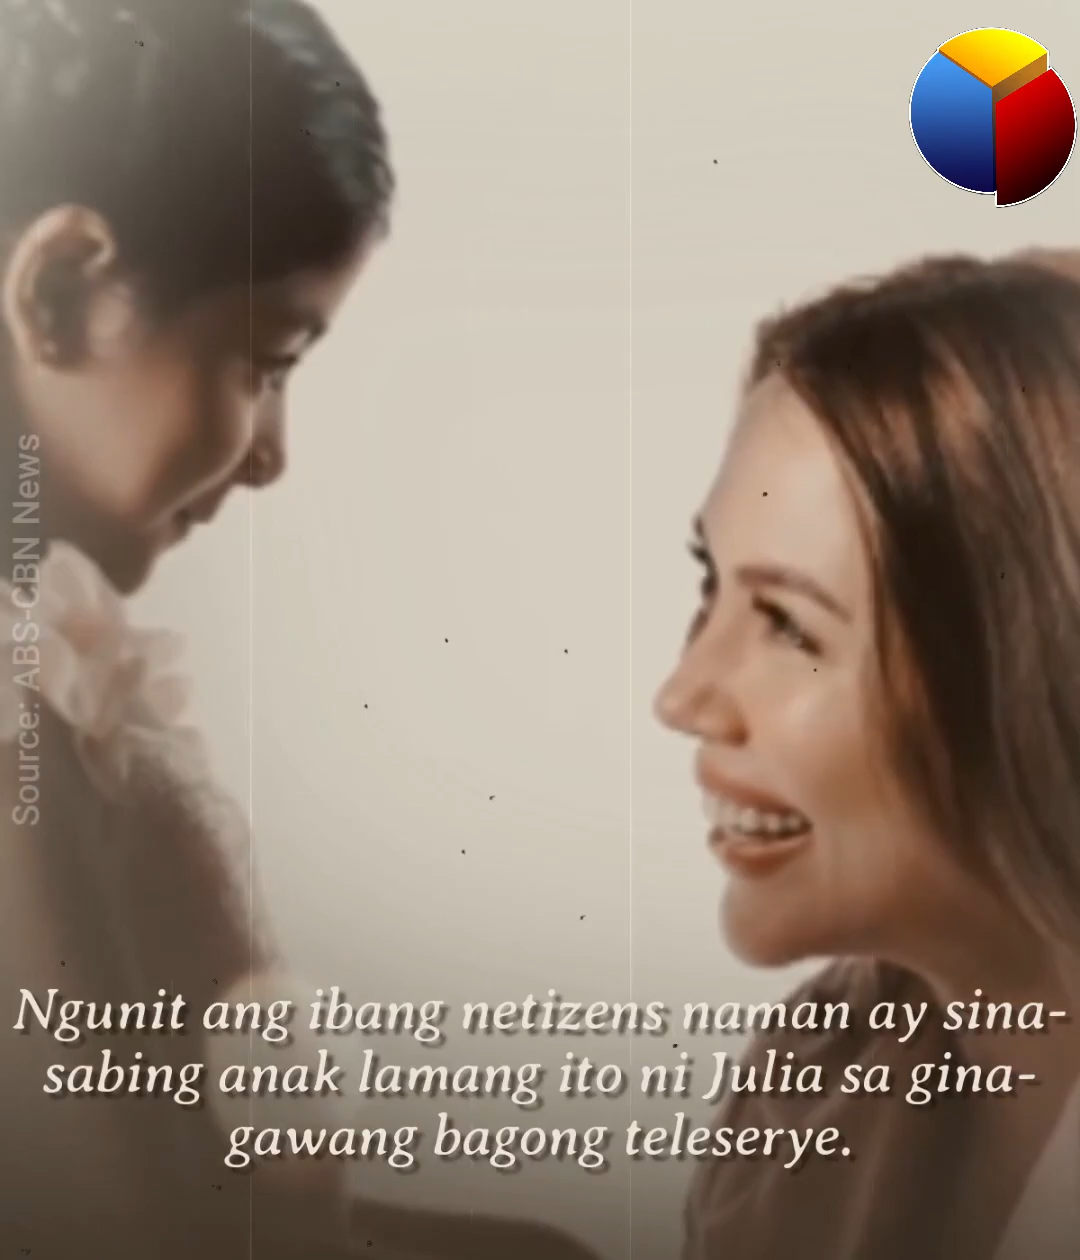 Source: ABS-CBN News
Ngunit ang ibang netizens naman ay sina-
sabing anak lamang ito ni Julia sa gina-
gawang bagong teleserye.